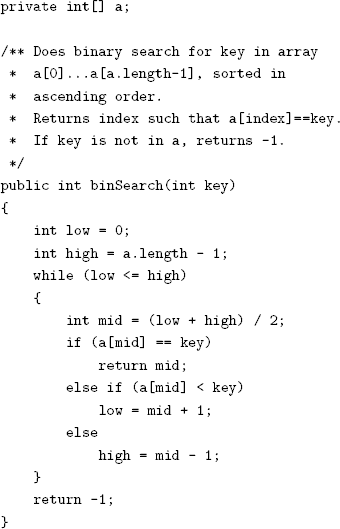 private int[] a;

/** Does binary search for key in array
 *  a[0]...a[a.length-1], sorted in
 *  ascending order.
 *  Returns index such that a[index]==key.
 *  If key is not in a, returns -1.
 */
public int binSearch(int key)
{
    int low = 0;
    int high = a.length - 1;
    while (low <= high)
    {
        int mid = (low + high) / 2;
        if (a[mid] == key)
            return mid;
        else if (a[mid] < key)
            low = mid + 1;
        else
            high = mid - 1;
    }
    return -1;
}